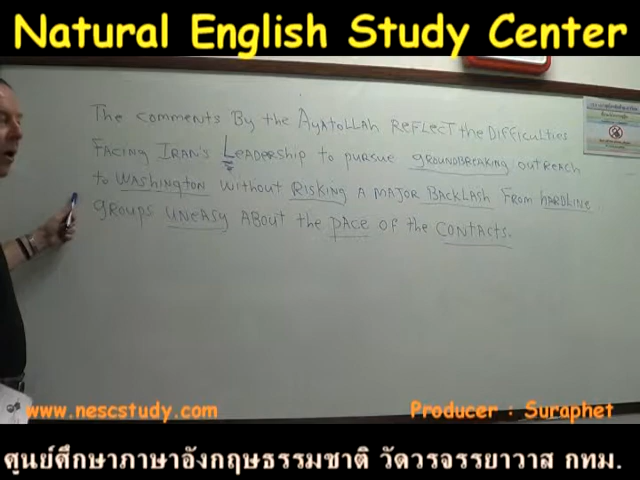 Natural English Study Center
The comments By the Ayatollah Reflect the Difficulties
Facing Iran's Leadership to pursue groundbreaking outreach
to Washington without Risking a major Backlash From hardline
groups uneasy About the pace of the contacts.
www.nescstudy.com
Producer : Suraphet
ศูนย์ศึกษาภาษาอังกฤษธรรมชาติ วัดวรจรรยาวาส กทม.